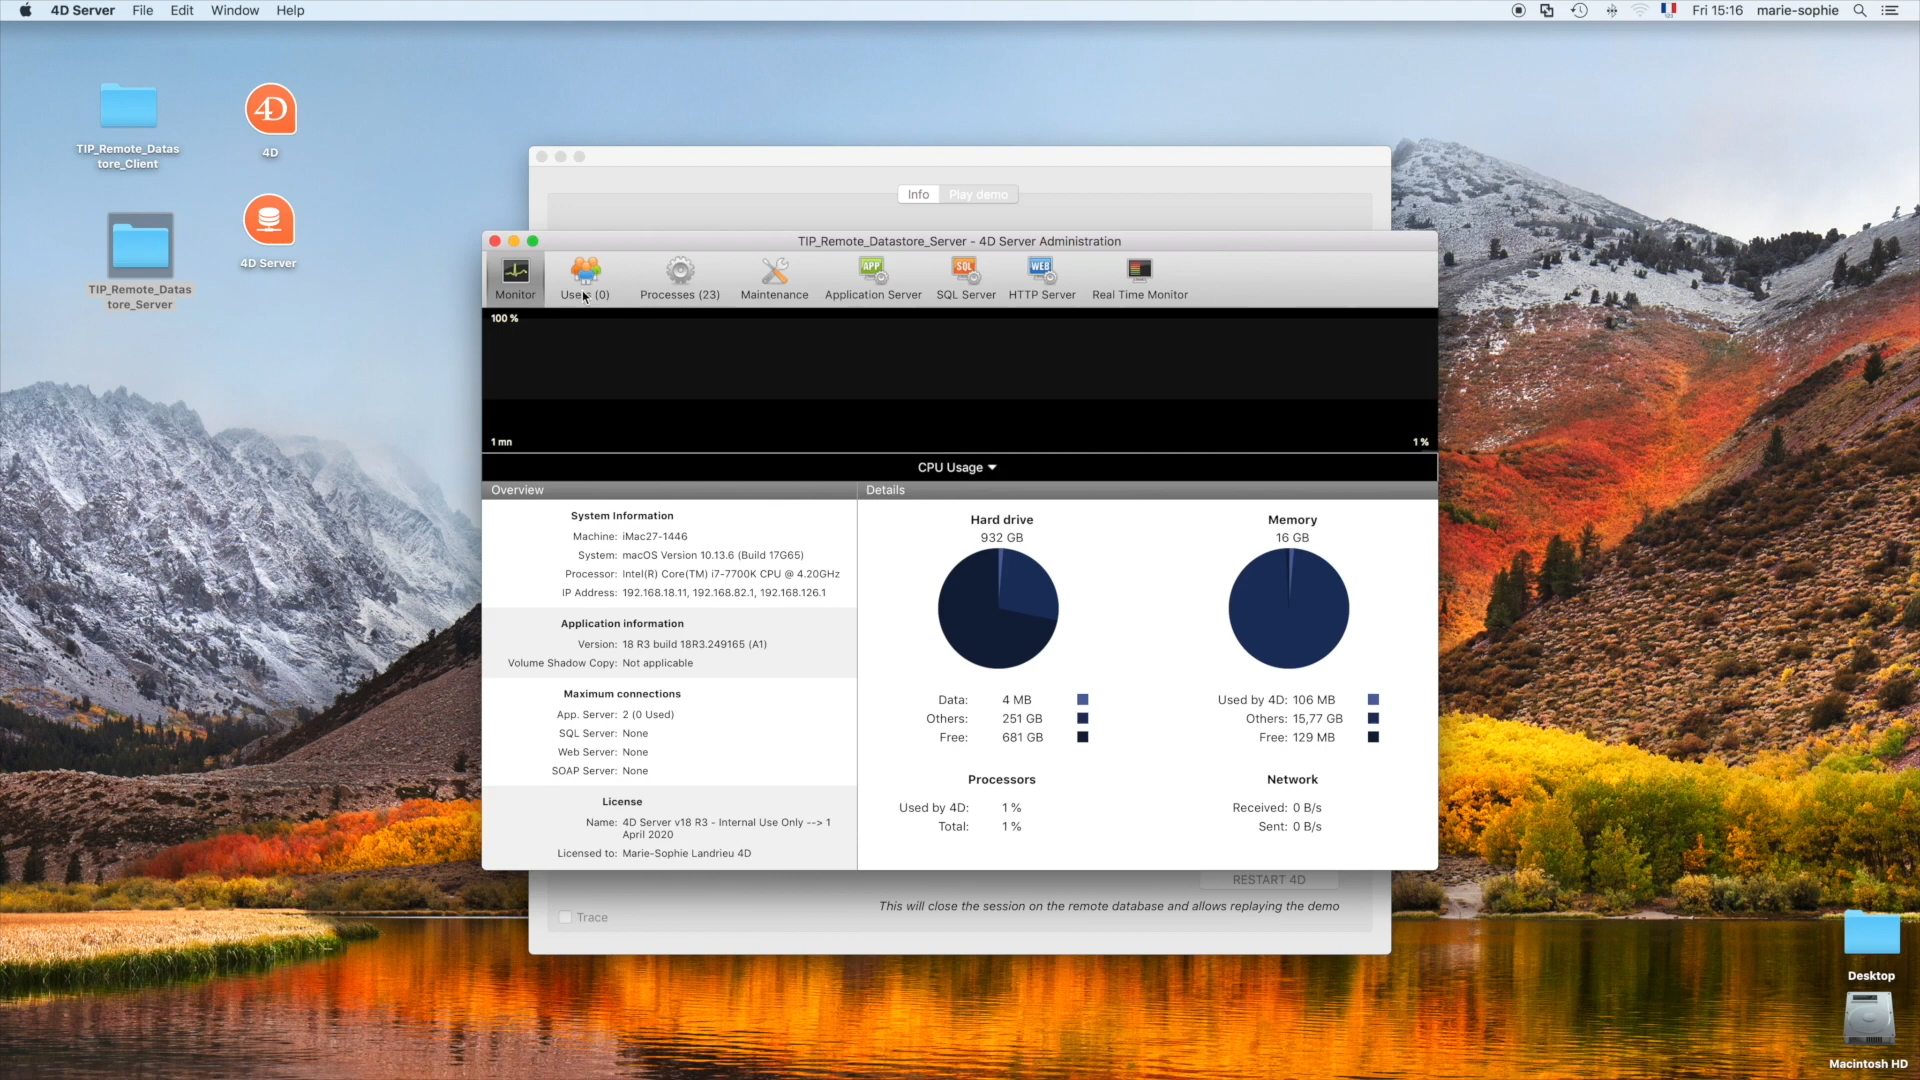 4D Server File Edit Window Help
Fri 15:16 marie-sophie
TIP_Remote_Datas
tore_Client
4D
TIP_Remote_Datas
tore_Server
4D Server
Info Play demo
TIP_Remote_Datastore_Server - 4D Server Administration
Monitor Users (0) Processes (23) Maintenance Application Server SQL Server HTTP Server Real Time Monitor
APP SQL WEB
100 %
1 mn 1 %
CPU Usage
Overview Details
System Information
Machine: iMac27-1446
System: macOS Version 10.13.6 (Build 17G65)
Processor: Intel(R) Core(TM) i7-7700K CPU @ 4.20GHz
IP Address: 192.168.18.11, 192.168.82.1, 192.168.126.1
Application information
Version: 18 R3 build 18R3.249165 (A1)
Volume Shadow Copy: Not applicable
Maximum connections
App. Server: 2 (0 Used)
SQL Server: None
Web Server: None
SOAP Server: None
License
Name: 4D Server v18 R3 - Internal Use Only --> 1
April 2020
Licensed to: Marie-Sophie Landrieu 4D
Hard drive
932 GB
Data: 4 MB
Others: 251 GB
Free: 681 GB
Memory
16 GB
Used by 4D: 106 MB
Others: 15,77 GB
Free: 129 MB
Processors
Used by 4D: 1 %
Total: 1 %
Network
Received: 0 B/s
Sent: 0 B/s
RESTART 4D
This will close the session on the remote database and allows replaying the demo
Trace
Desktop
Macintosh HD